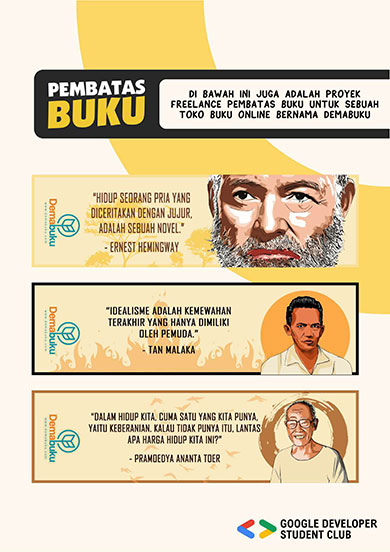 PEMBATAS
BUKU
DI BAWAH INI JUGA ADALAH PROYEK
FREELANCE PEMBATAS BUKU UNTUK SEBUAH
TOKO BUKU ONLINE BERNAMA DEMABUKU
Demabuku
"HIDUP SEORANG PRIA YANG
DICERITAKAN DENGAN JUJUR,
ADALAH SEBUAH NOVEL."
- ERNEST HEMINGWAY
Demabuku
"IDEALISME ADALAH KEMEWAHAN
TERAKHIR YANG HANYA DIMILIKI
OLEH PEMUDA."
- TAN MALAKA
Demabuku
"DALAM HIDUP KITA, CUMA SATU YANG KITA PUNYA,
YAITU KEBERANIAN. KALAU TIDAK PUNYA ITU, LANTAS
APA HARGA HIDUP KITA INI?"
- PRAMOEDYA ANANTA TOER
GOOGLE DEVELOPER
STUDENT CLUB